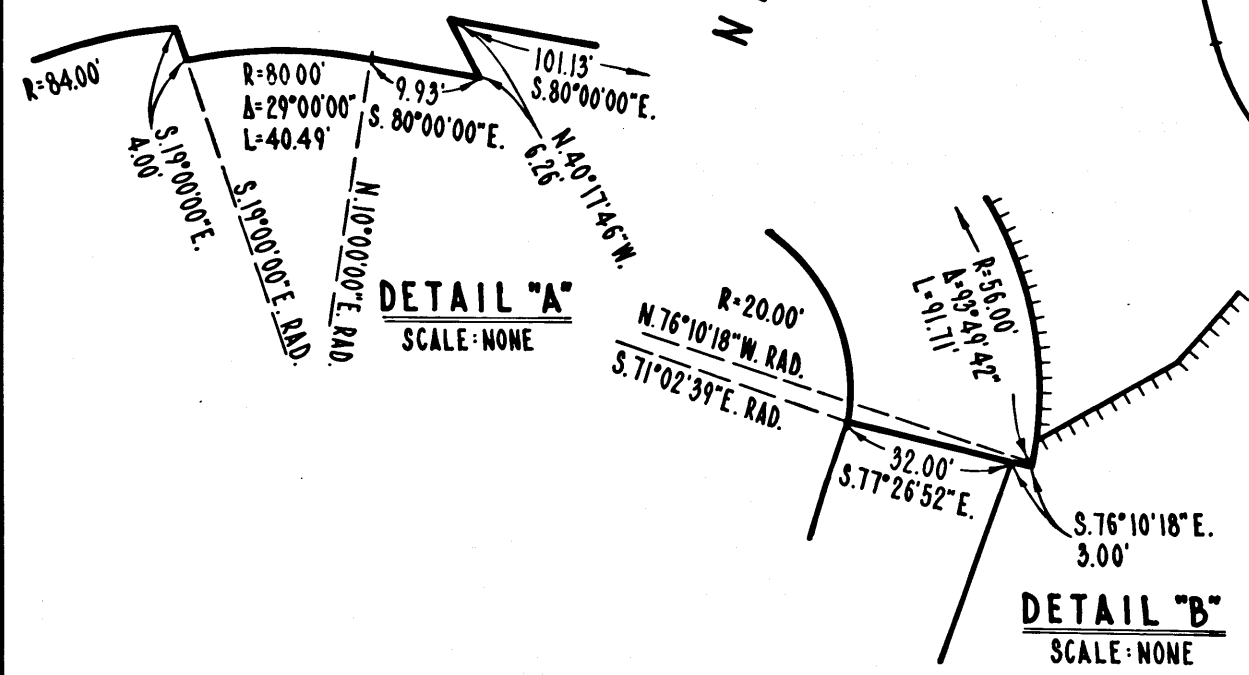 R=84.00'
S.19°00'00"E.
4.00'
R=80 00'
Δ=29°00'00"
L=40.49'
S.19°00'00"E. RAD.
N.10°00'00"E. RAD.
9.93'
S. 80°00'00"E.
101.13'
S.80°00'00"E.
N.40°17'46"W.
6.26'
DETAIL "A"
SCALE: NONE
N
R=20.00'
N.76°10'18"W. RAD.
S.71°02'39"E. RAD.
32.00'
S.77°26'52"E.
R=56.00'
Δ=93°49'42"
L=91.71'
S.76°10'18"E.
3.00'
DETAIL "B"
SCALE: NONE